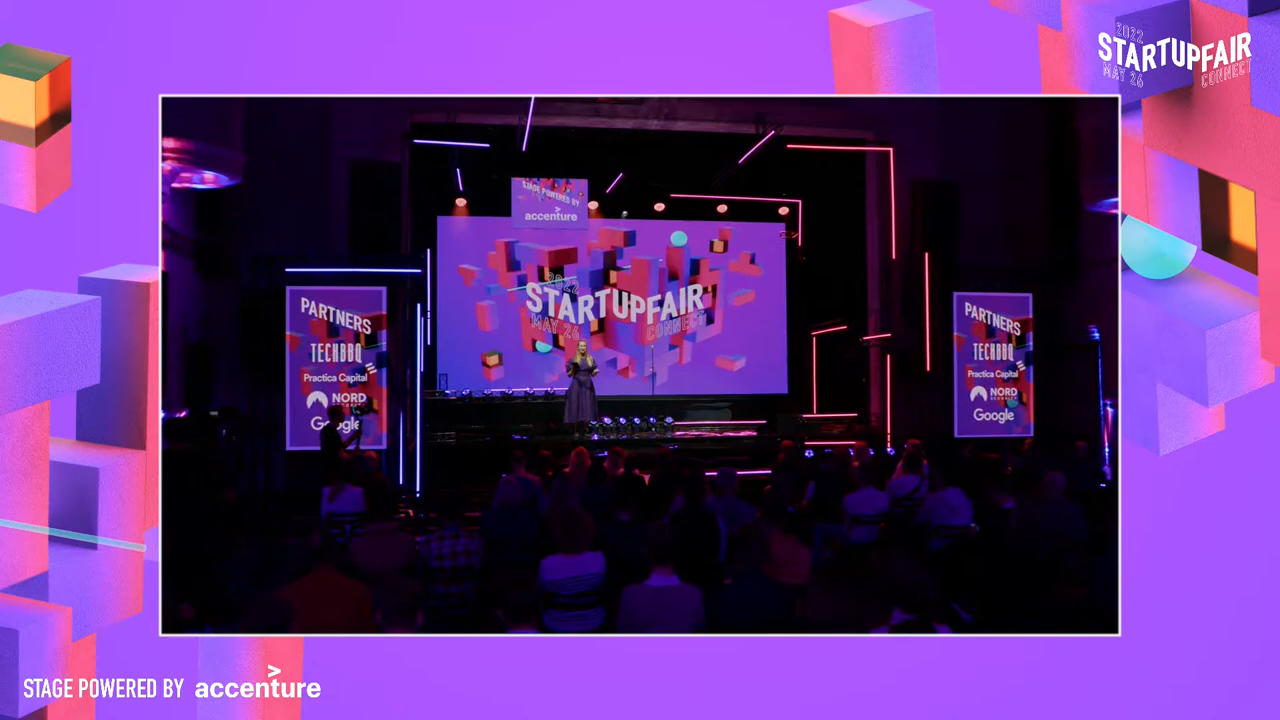 2022
STARTUPFAIR
MAY 26
CONNECT
STAGE POWERED BY
accenture
2022
STARTUPFAIR
MAY 26
CONNECT
PARTNERS
TECHBBQ
Practica Capital
NORD
Google
PARTNERS
TECHBBQ
Practica Capital
NORD
SECURITY
Google
STAGE POWERED BY accenture